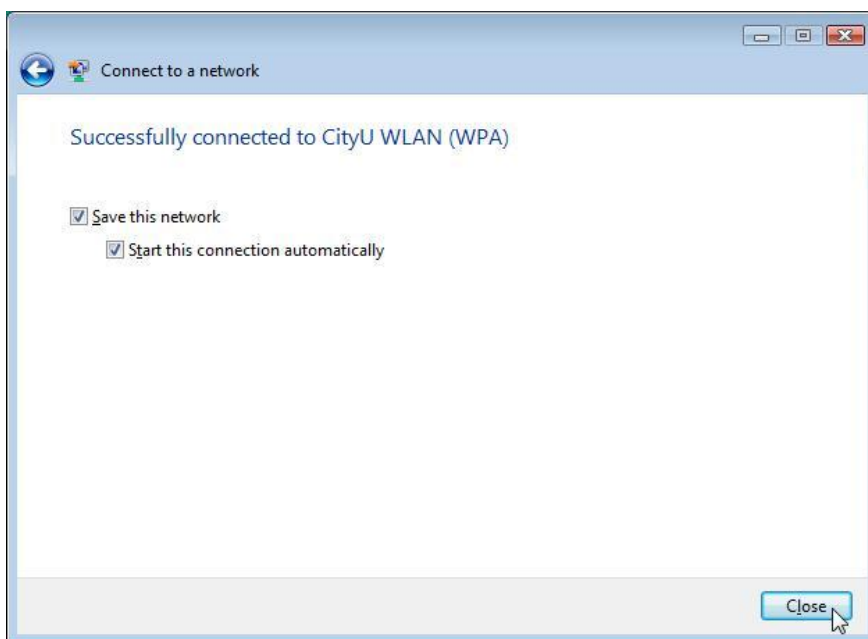 Connect to a network
Successfully connected to CityU WLAN (WPA)
Save this network
Start this connection automatically
Close